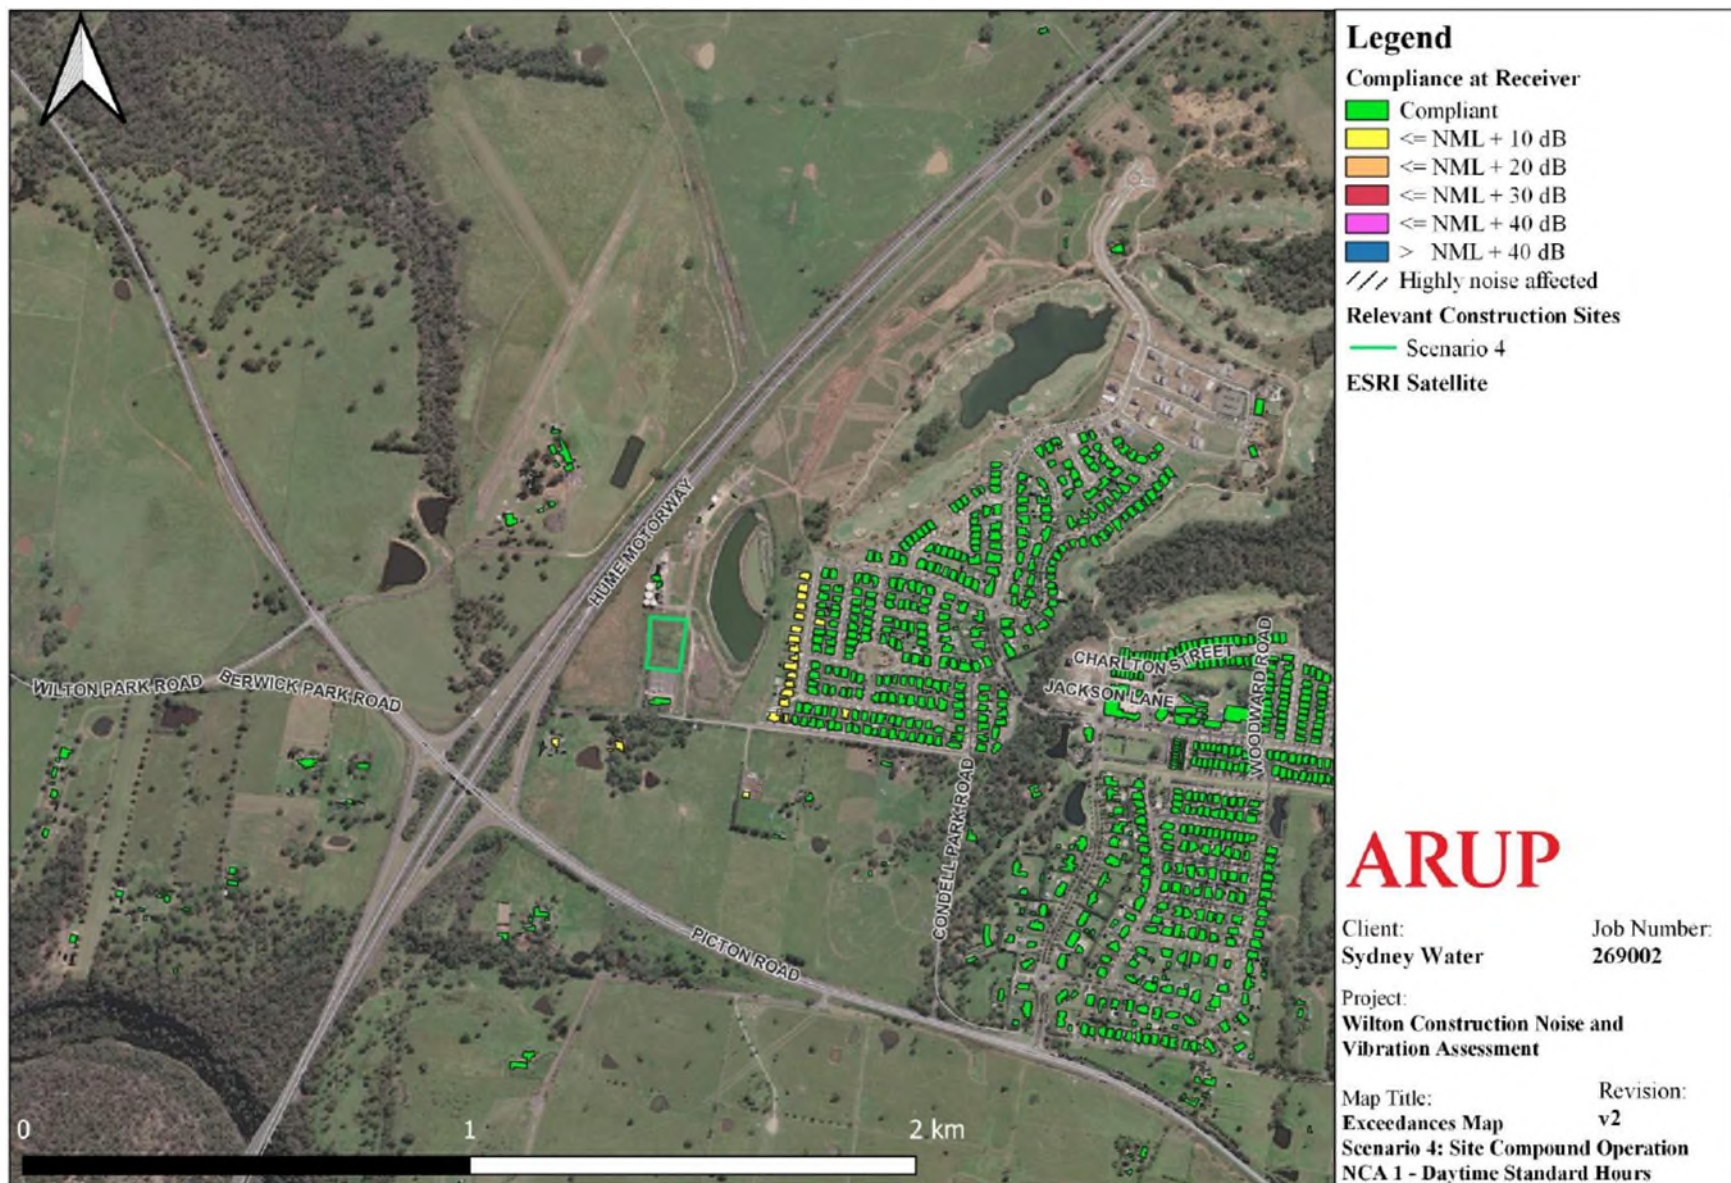 Legend
Compliance at Receiver
Compliant
<= NML + 10 dB
<= NML + 20 dB
<= NML + 30 dB
<= NML + 40 dB
> NML + 40 dB
Highly noise affected
Relevant Construction Sites
Scenario 4
ESRI Satellite
HUME MOTORWAY
WILTON PARK ROAD
BERWICK PARK ROAD
CHARLTON STREET
JACKSON LANE
WOODWARD ROAD
CONDELL PARK ROAD
PICTON ROAD
0 1 2 km
ARUP
Client: Job Number:
Sydney Water 269002
Project:
Wilton Construction Noise and
Vibration Assessment
Map Title: Revision:
Exceedances Map v2
Scenario 4: Site Compound Operation
NCA 1 - Daytime Standard Hours